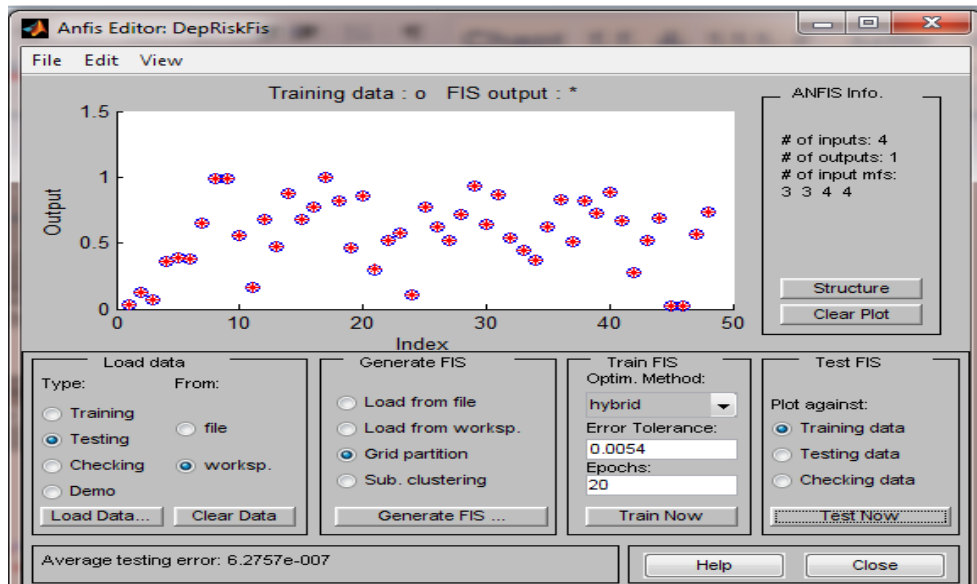 Anfis Editor: DepRiskFis
File Edit View
Training data : o FIS output : *
1.5
1
0.5
0
Output
0 10 20 30 40 50
Index
ANFIS Info.
# of inputs: 4
# of outputs: 1
# of input mfs:
3 3 4 4
Structure
Clear Plot
Load data
Type: From:
Training
Testing
Checking
Demo
file
worksp.
Load Data... Clear Data
Generate FIS
Load from file
Load from worksp.
Grid partition
Sub. clustering
Generate FIS ...
Train FIS
Optim. Method:
hybrid
Error Tolerance:
0.0054
Epochs:
20
Train Now
Test FIS
Plot against:
Training data
Testing data
Checking data
Test Now
Average testing error: 6.2757e-007
Help Close